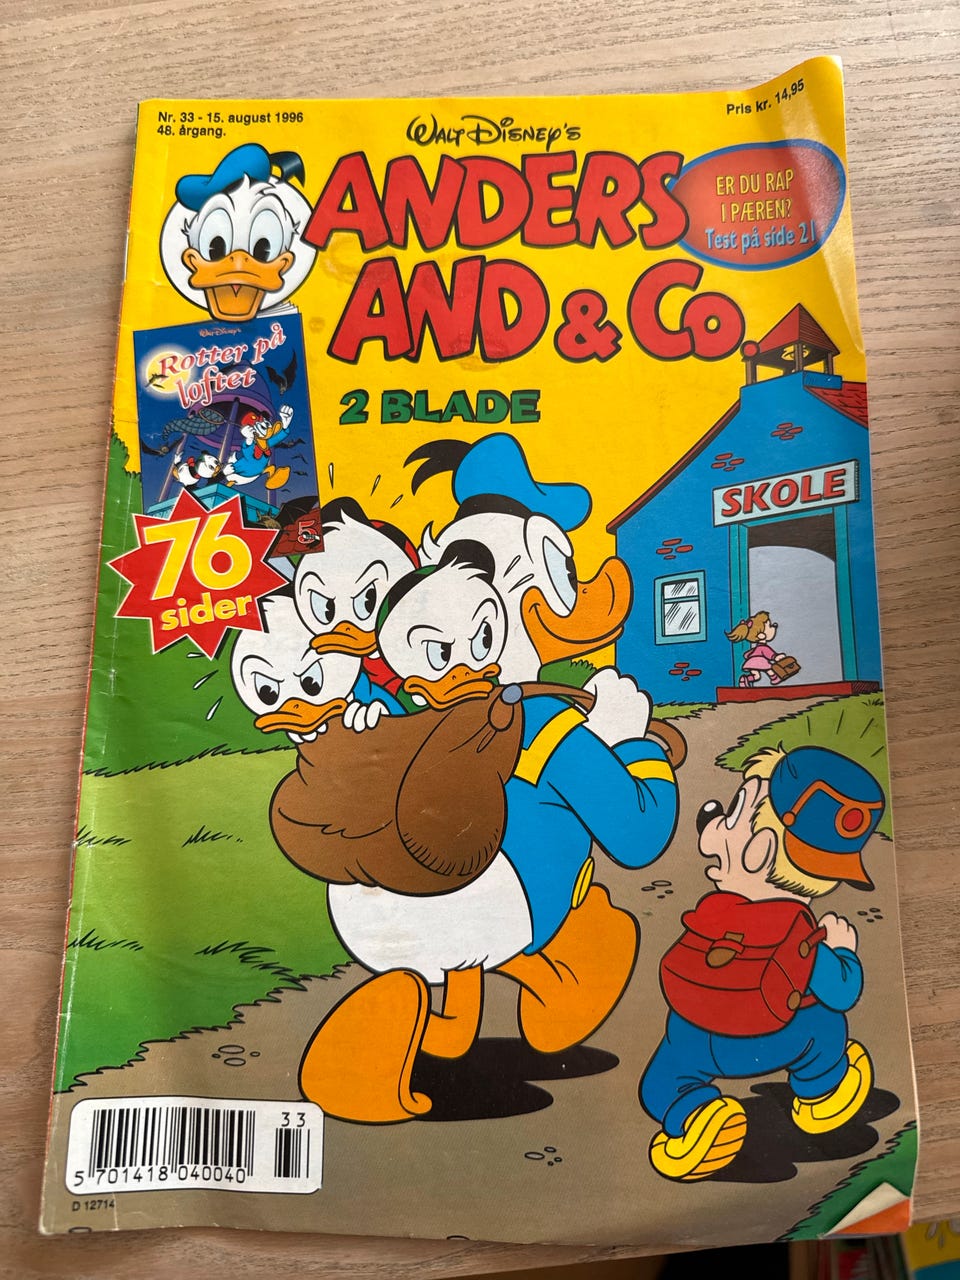 Nr. 33 - 15. august 1996
48. årgang.
Pris kr. 14,95
WALT DISNEY'S
ANDERS
AND & Co.
ER DU RAP
I PÆREN?
Test på side 21
WALT DISNEY'S
Rotter på
loftet
2 BLADE
5
76
sider
SKOLE
33
5 701418 040040
D 12714